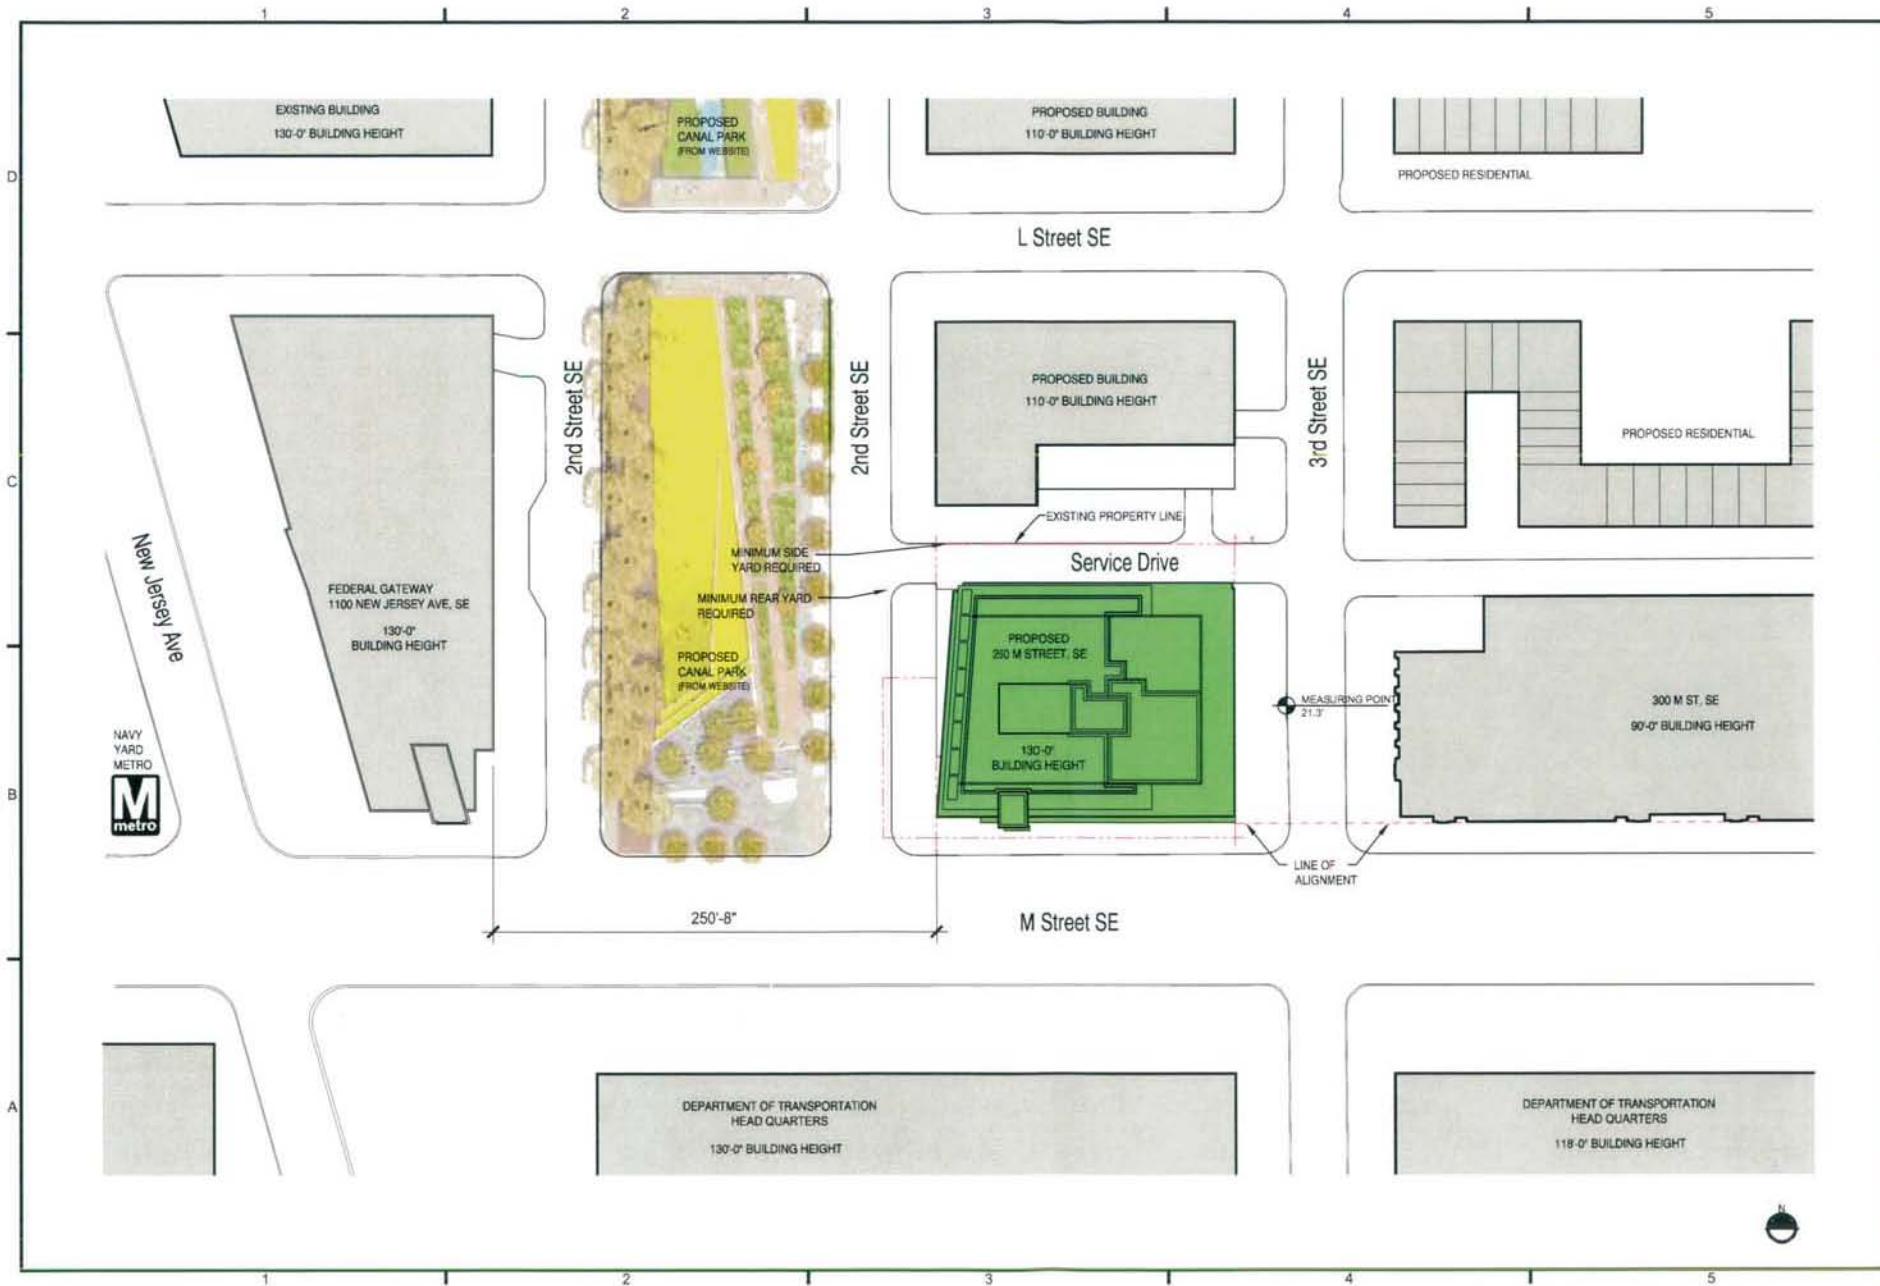 1
2
3
4
5
D
EXISTING BUILDING
130'-0" BUILDING HEIGHT
PROPOSED
CANAL PARK
(FROM WEBSITE)
PROPOSED BUILDING
110'-0" BUILDING HEIGHT
PROPOSED RESIDENTIAL
L Street SE
2nd Street SE
2nd Street SE
PROPOSED BUILDING
110'-0" BUILDING HEIGHT
3rd Street SE
PROPOSED RESIDENTIAL
C
EXISTING PROPERTY LINE
New Jersey Ave
MINIMUM SIDE
YARD REQUIRED
Service Drive
FEDERAL GATEWAY
1100 NEW JERSEY AVE, SE
130'-0"
BUILDING HEIGHT
MINIMUM REAR YARD
REQUIRED
PROPOSED
CANAL PARK
(FROM WEBSITE)
PROPOSED
250 M STREET, SE
130'-0"
BUILDING HEIGHT
MEASURING POINT
21.3'
300 M ST, SE
90'-0" BUILDING HEIGHT
NAVY
YARD
METRO
M
metro
B
LINE OF
ALIGNMENT
250'-8"
M Street SE
A
DEPARTMENT OF TRANSPORTATION
HEAD QUARTERS
130'-0" BUILDING HEIGHT
DEPARTMENT OF TRANSPORTATION
HEAD QUARTERS
118'-0" BUILDING HEIGHT
N
1
2
3
4
5